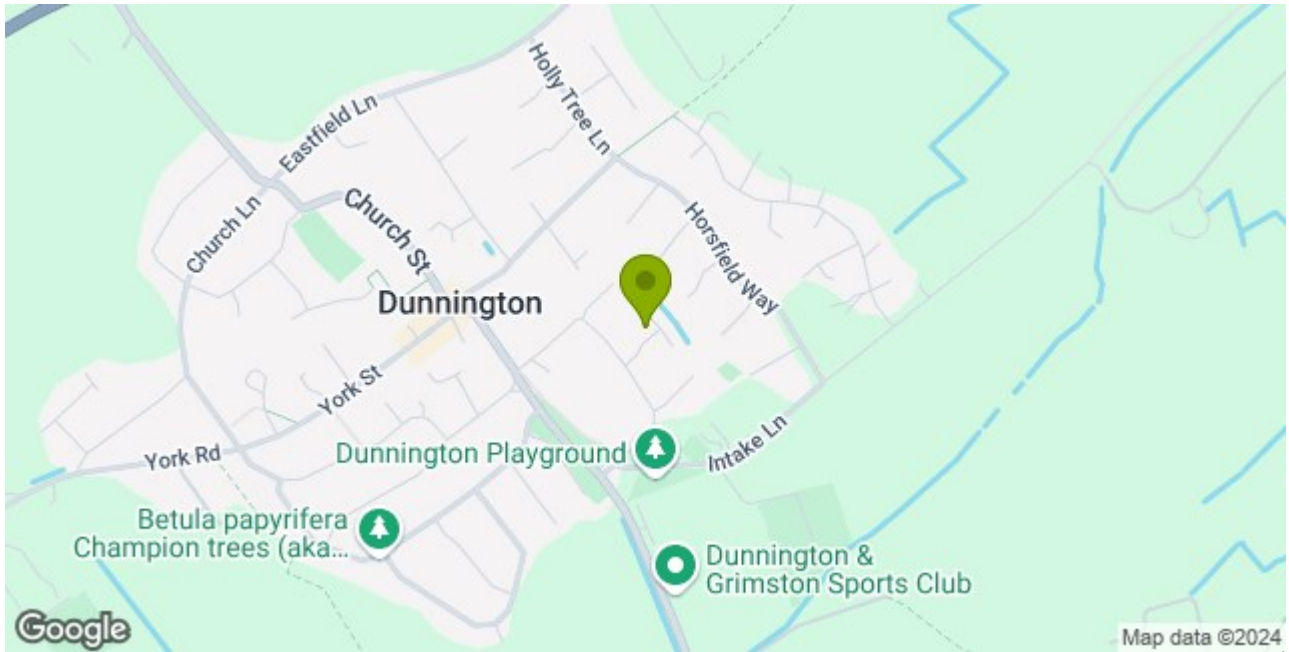 Holly Tree Ln
Eastfield Ln
Church St
Church Ln
Horsfield Way
Dunnington
York St
York Rd
Dunnington Playground
Intake Ln
Betula papyrifera
Champion trees (aka...
Dunnington &
Grimston Sports Club
Google
Map data ©2024